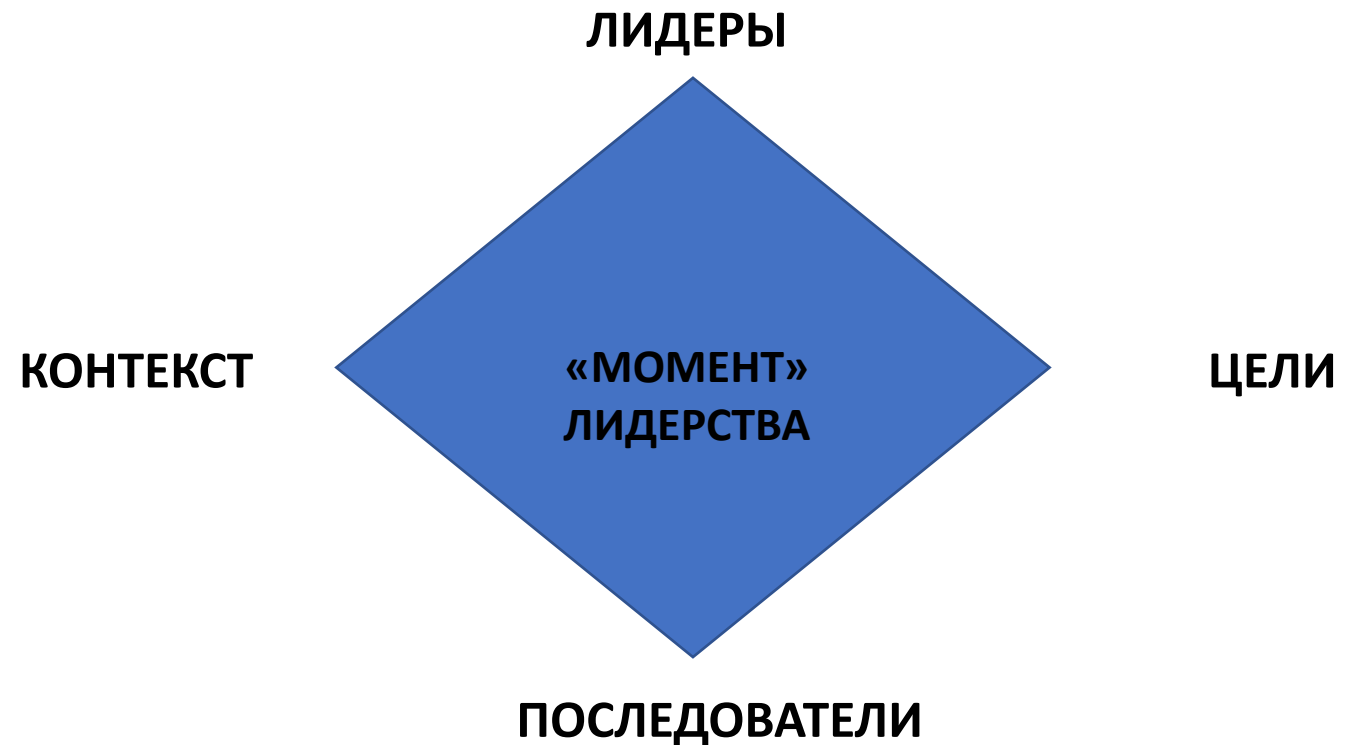 ЛИДЕРЫ
КОНТЕКСТ
«МОМЕНТ»
ЛИДЕРСТВА
ЦЕЛИ
ПОСЛЕДОВАТЕЛИ